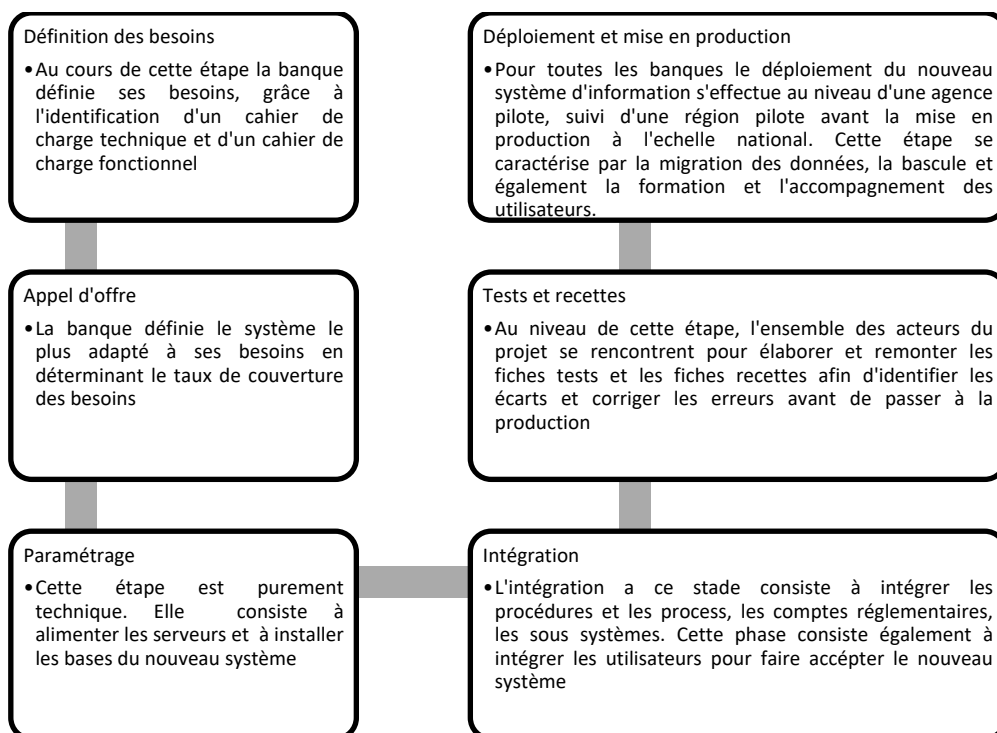 Définition des besoins
•Au cours de cette étape la banque
définie ses besoins, grâce à
l'identification d'un cahier de
charge technique et d'un cahier de
charge fonctionnel
Appel d'offre
•La banque définie le système le
plus adapté à ses besoins en
déterminant le taux de couverture
des besoins
Paramétrage
•Cette étape est purement
technique. Elle consiste à
alimenter les serveurs et à installer
les bases du nouveau système
Intégration
•L'intégration a ce stade consiste à intégrer les
procédures et les process, les comptes réglementaires,
les sous systèmes. Cette phase consiste également à
intégrer les utilisateurs pour faire accépter le nouveau
système
Tests et recettes
•Au niveau de cette étape, l'ensemble des acteurs du
projet se rencontrent pour élaborer et remonter les
fiches tests et les fiches recettes afin d'identifier les
écarts et corriger les erreurs avant de passer à la
production
Déploiement et mise en production
•Pour toutes les banques le déploiement du nouveau
système d'information s'effectue au niveau d'une agence
pilote, suivi d'une région pilote avant la mise en
production à l'echelle national. Cette étape se
caractérise par la migration des données, la bascule et
également la formation et l'accompagnement des
utilisateurs.